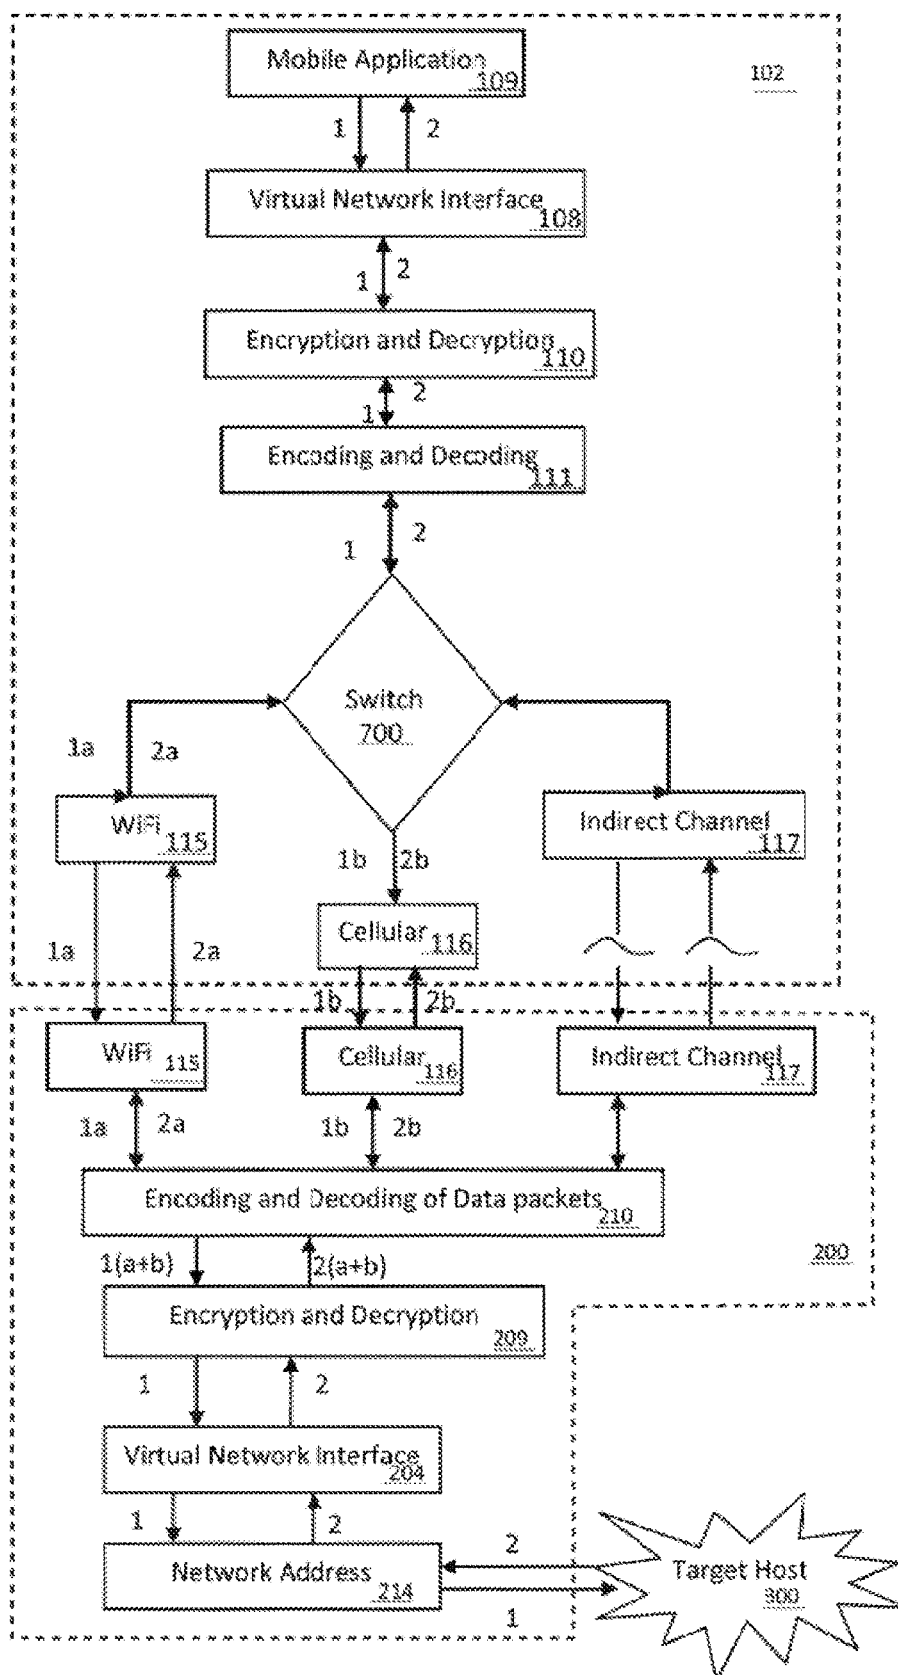 Mobile Application
109
102
1
2
Virtual Network Interface
108
1
2
Encryption and Decryption
110
1
2
Encoding and Decoding
111
1
2
Switch
700
1a
2a
WiFi
115
1b
2b
Indirect Channel
117
Cellular
116
1a
2a
1b
2b
WiFi
115
Cellular
116
Indirect Channel
117
1a
2a
1b
2b
Encoding and Decoding of Data packets
210
200
1(a+b)
2(a+b)
Encryption and Decryption
209
1
2
Virtual Network Interface
204
1
2
Network Address
214
2
1
Target Host
300